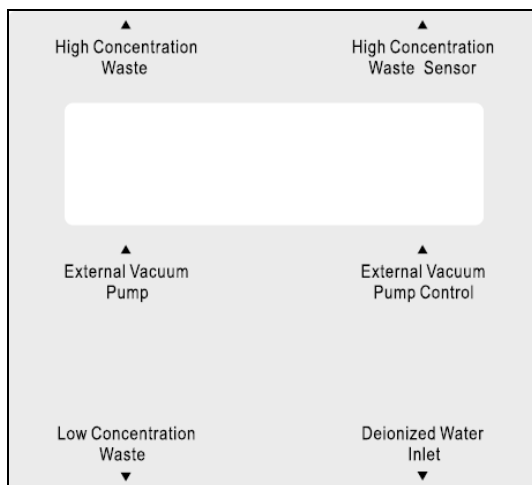 High Concentration
Waste
High Concentration
Waste Sensor
External Vacuum
Pump
External Vacuum
Pump Control
Low Concentration
Waste
Deionized Water
Inlet